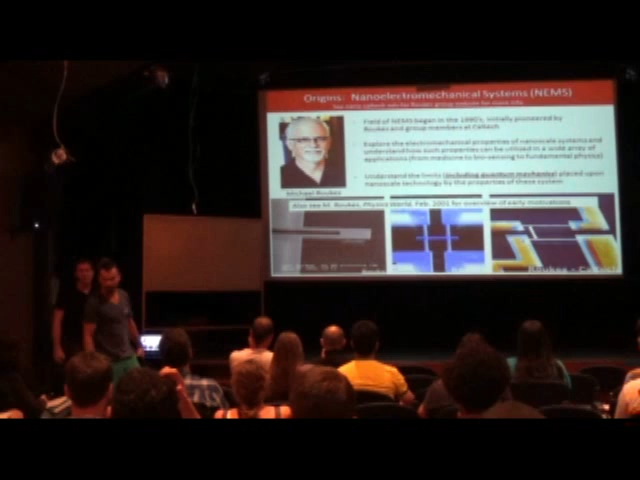 Origins: Nanoelectromechanical Systems (NEMS)
Field of NEMS began in the 1990's, initially pioneered by
Roukes and group members at Caltech
Explore the electromechanical properties of nanoscale systems and
understand how such properties can be utilized in a wide array of
applications (from medicine to bio-sensing to fundamental physics)
Understand the limits (including quantum mechanical) placed upon
nanoscale technology by the properties of these system
Michael Roukes
Also see M. Roukes, Physics World, Feb. 2001 for overview of early motivations